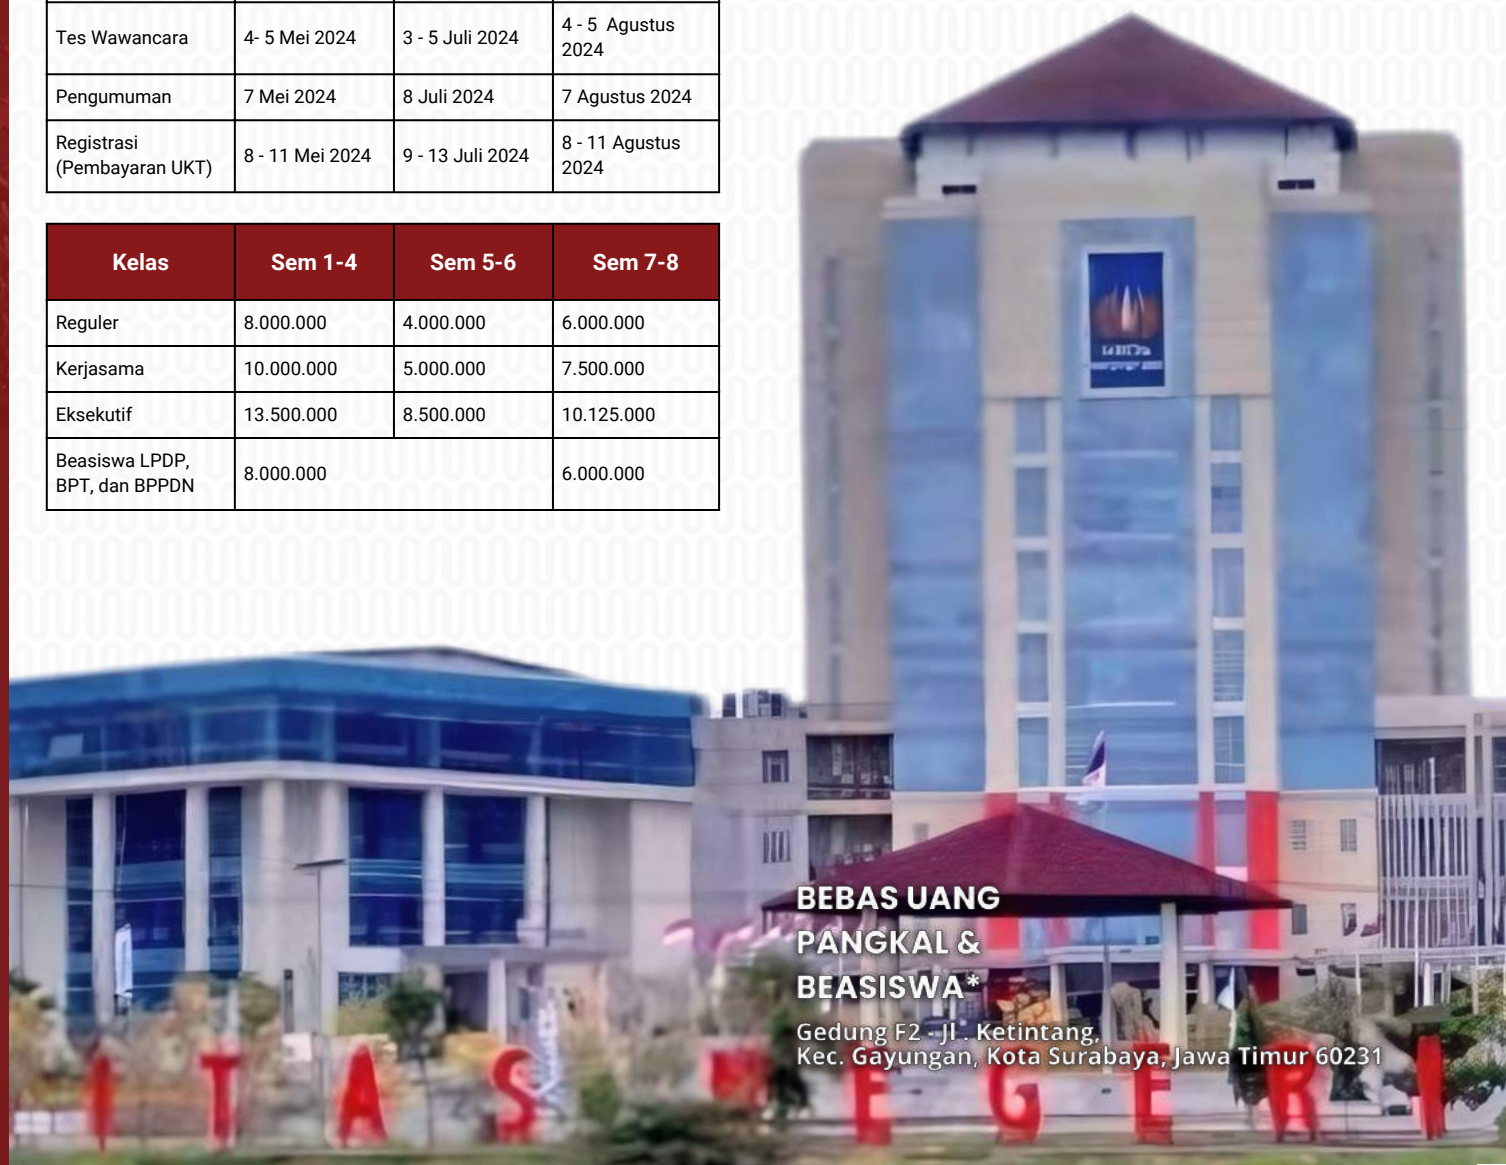 Tes Wawancara 4- 5 Mei 2024 3 - 5 Juli 2024 4 - 5 Agustus
2024
Pengumuman 7 Mei 2024 8 Juli 2024 7 Agustus 2024
Registrasi
(Pembayaran UKT) 8 - 11 Mei 2024 9 - 13 Juli 2024 8 - 11 Agustus
2024
Kelas Sem 1-4 Sem 5-6 Sem 7-8
Reguler 8.000.000 4.000.000 6.000.000
Kerjasama 10.000.000 5.000.000 7.500.000
Eksekutif 13.500.000 8.500.000 10.125.000
Beasiswa LPDP,
BPT, dan BPPDN 8.000.000 6.000.000
BEBAS UANG
PANGKAL &
BEASISWA*
Gedung F2 - Jl . Ketintang,
Kec. Gayungan, Kota Surabaya, Jawa Timur 60231
ITAS NEGERI